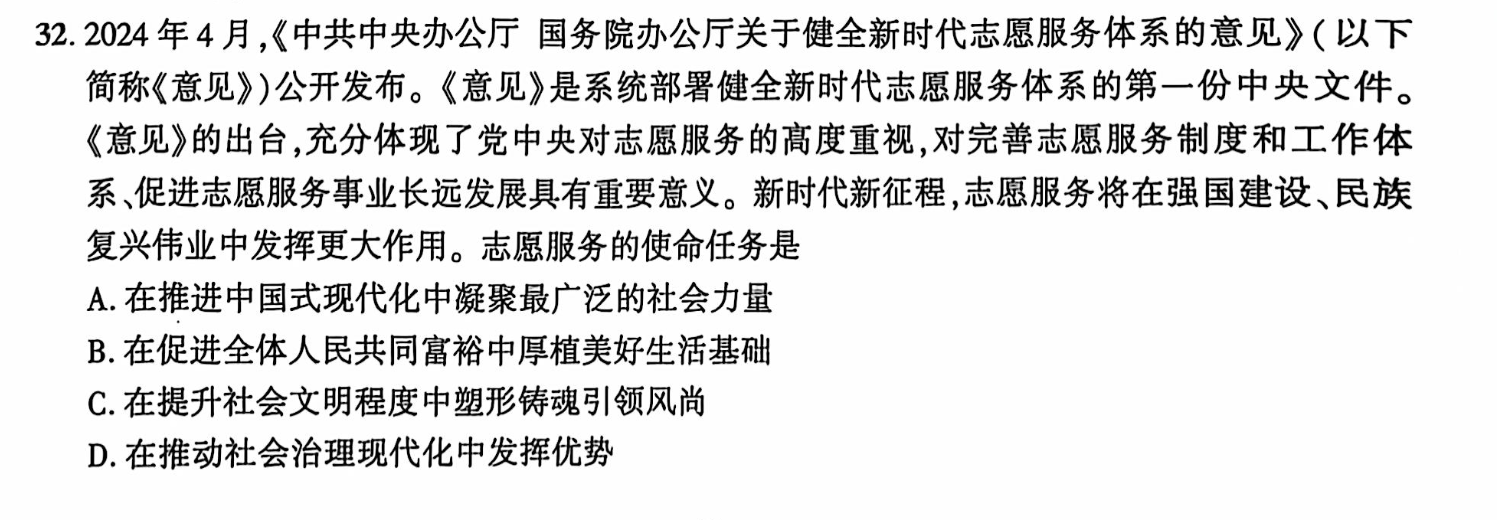 32. 2024年4月,《中共中央办公厅 国务院办公厅关于健全新时代志愿服务体系的意见》(以下
简称《意见》)公开发布。《意见》是系统部署健全新时代志愿服务体系的第一份中央文件。
《意见》的出台,充分体现了党中央对志愿服务的高度重视,对完善志愿服务制度和工作体
系、促进志愿服务事业长远发展具有重要意义。新时代新征程,志愿服务将在强国建设、民族
复兴伟业中发挥更大作用。志愿服务的使命任务是
A. 在推进中国式现代化中凝聚最广泛的社会力量
B. 在促进全体人民共同富裕中厚植美好生活基础
C. 在提升社会文明程度中塑形铸魂引领风尚
D. 在推动社会治理现代化中发挥优势